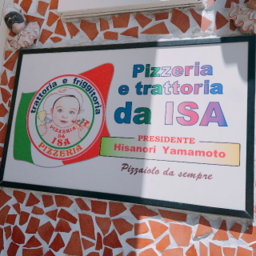 trattoria e friggitoria
PIZZERIA
DA
ISA
PIZZERIA
Pizzeria
e trattoria
da ISA
PRESIDENTE
Hisanori Yamamoto
Pizzaiolo da sempre